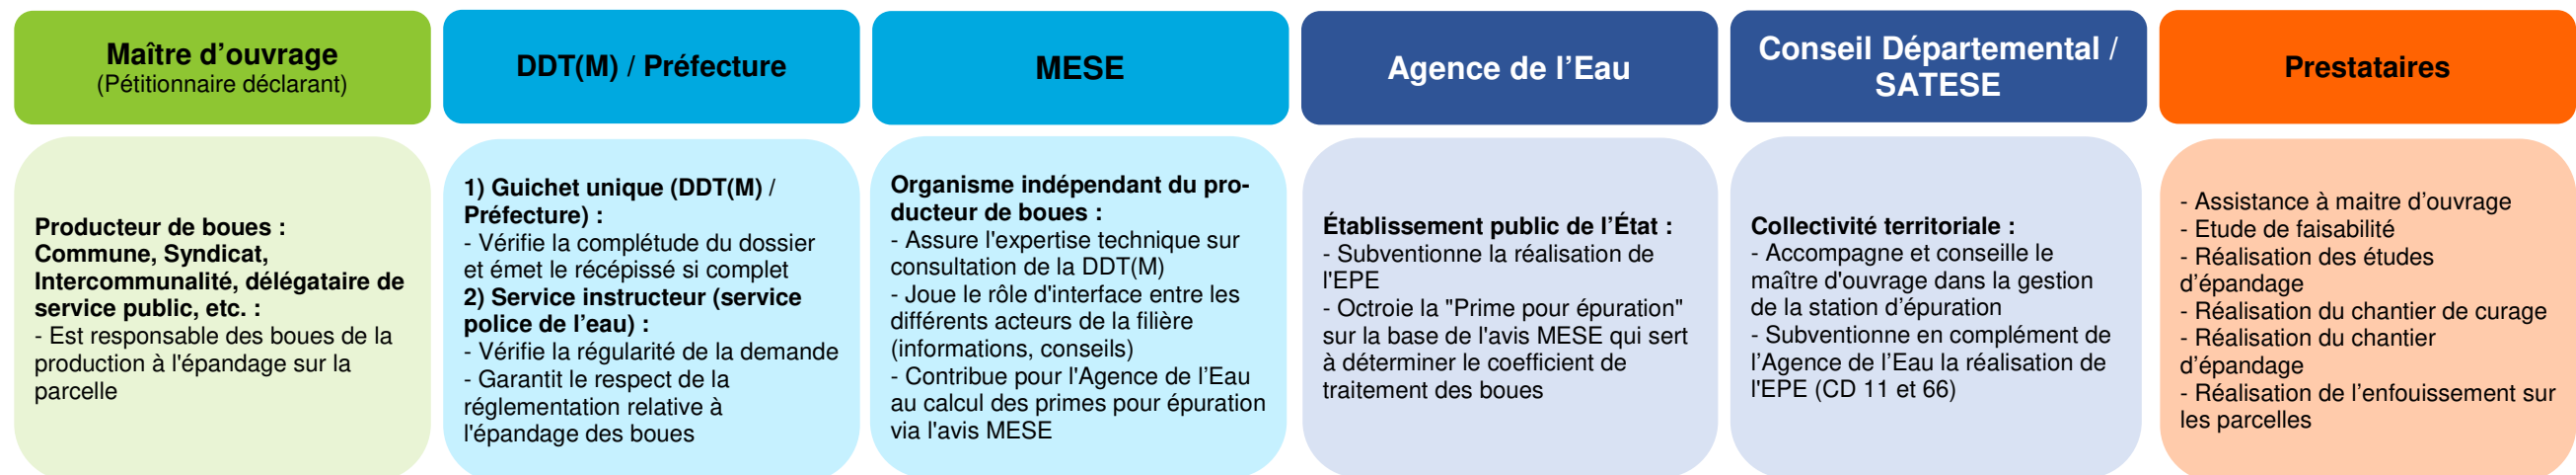 Maître d'ouvrage
(Pétitionnaire déclarant)
Producteur de boues :
Commune, Syndicat,
Intercommunalité, délégataire de
service public, etc. :
- Est responsable des boues de la
production à l'épandage sur la
parcelle
DDT(M) / Préfecture
1) Guichet unique (DDT(M) /
Préfecture) :
- Vérifie la complétude du dossier
et émet le récépissé si complet
2) Service instructeur (service
police de l'eau) :
- Vérifie la régularité de la demande
- Garantit le respect de la
réglementation relative à
l'épandage des boues
MESE
Organisme indépendant du pro-
ducteur de boues :
- Assure l'expertise technique sur
consultation de la DDT(M)
- Joue le rôle d'interface entre les
différents acteurs de la filière
(informations, conseils)
- Contribue pour l'Agence de l'Eau
au calcul des primes pour épuration
via l'avis MESE
Agence de l'Eau
Établissement public de l'État :
- Subventionne la réalisation de
l'EPE
- Octroie la "Prime pour épuration"
sur la base de l'avis MESE qui sert
à déterminer le coefficient de
traitement des boues
Conseil Départemental /
SATESE
Collectivité territoriale :
- Accompagne et conseille le
maître d'ouvrage dans la gestion
de la station d'épuration
- Subventionne en complément de
l'Agence de l'Eau la réalisation de
l'EPE (CD 11 et 66)
Prestataires
- Assistance à maitre d'ouvrage
- Etude de faisabilité
- Réalisation des études
d'épandage
- Réalisation du chantier de curage
- Réalisation du chantier
d'épandage
- Réalisation de l'enfouissement sur
les parcelles